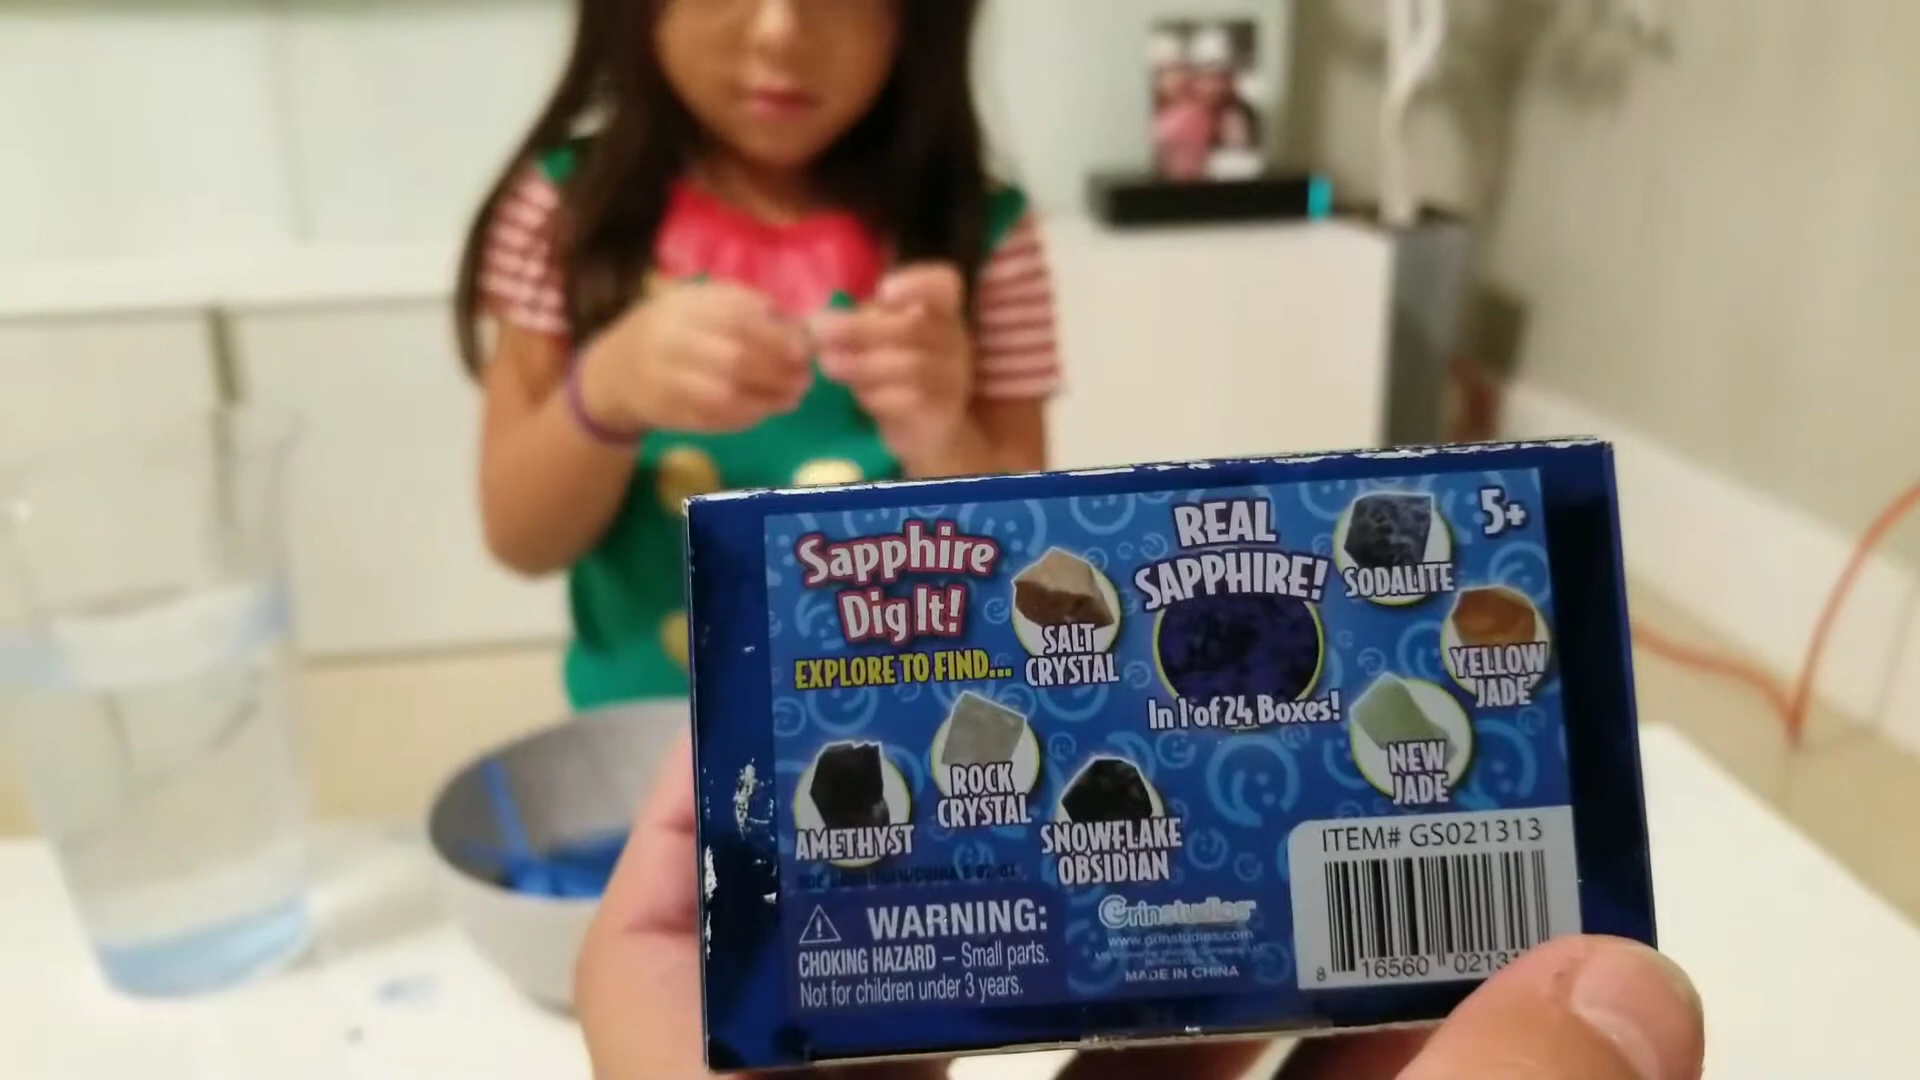 Sapphire
Dig It!
EXPLORE TO FIND...
SALT
CRYSTAL
REAL
SAPPHIRE!
In 1 of 24 Boxes!
SODALITE
5+
YELLOW
JADE
NEW
JADE
ROCK
CRYSTAL
AMETHYST
SNOWFLAKE
OBSIDIAN
WARNING:
CHOKING HAZARD – Small parts.
Not for children under 3 years.
Grinstudios
www.grinstudios.com
MADE IN CHINA
ITEM# GS021313
8 16560 0213